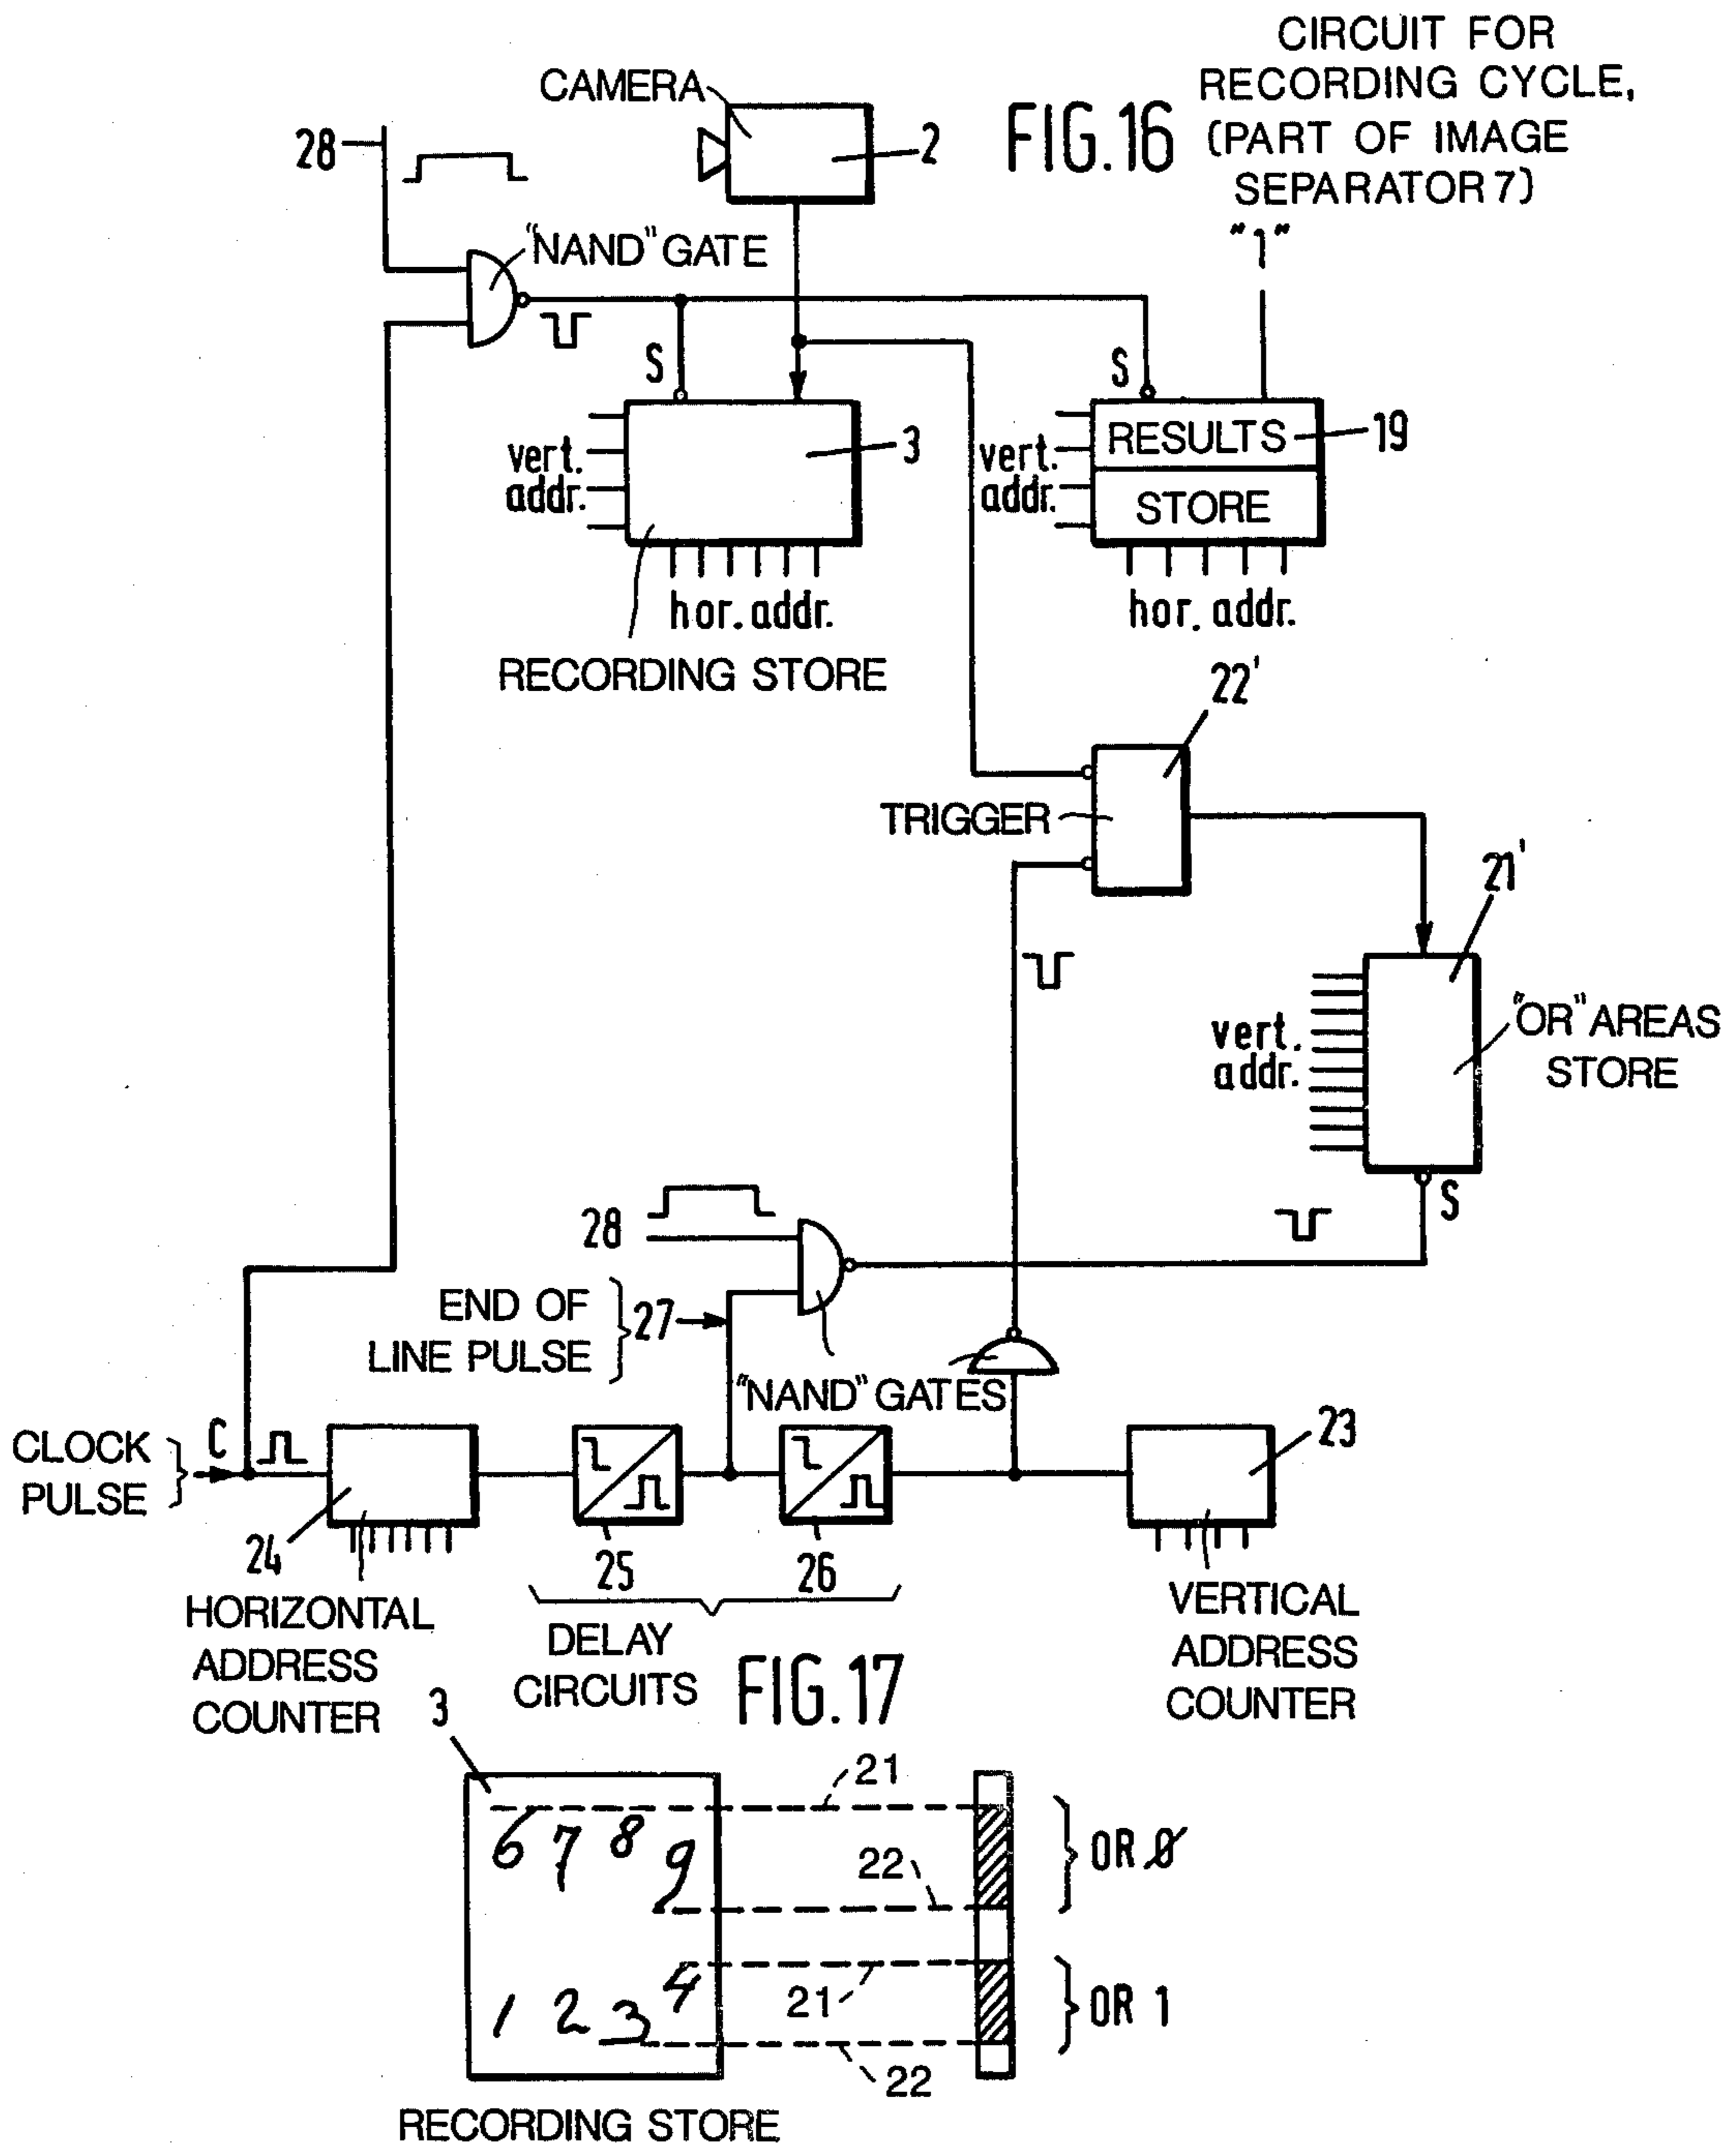 CIRCUIT FOR
RECORDING CYCLE,
(PART OF IMAGE
SEPARATOR 7)
FIG.16
CAMERA
2
28
"NAND" GATE
"1"
S
S
3
vert.
addr.
hor. addr.
RECORDING STORE
RESULTS
STORE
19
vert.
addr.
hor. addr.
22'
TRIGGER
21'
vert.
addr.
"OR" AREAS
STORE
S
28
END OF
LINE PULSE
27
"NAND" GATES
CLOCK
PULSE
C
24
25
26
23
HORIZONTAL
ADDRESS
COUNTER
DELAY
CIRCUITS
VERTICAL
ADDRESS
COUNTER
FIG.17
3
21
6 7 8 9
22
OR 0̸
4
21
1 2 3
OR 1
22
RECORDING STORE